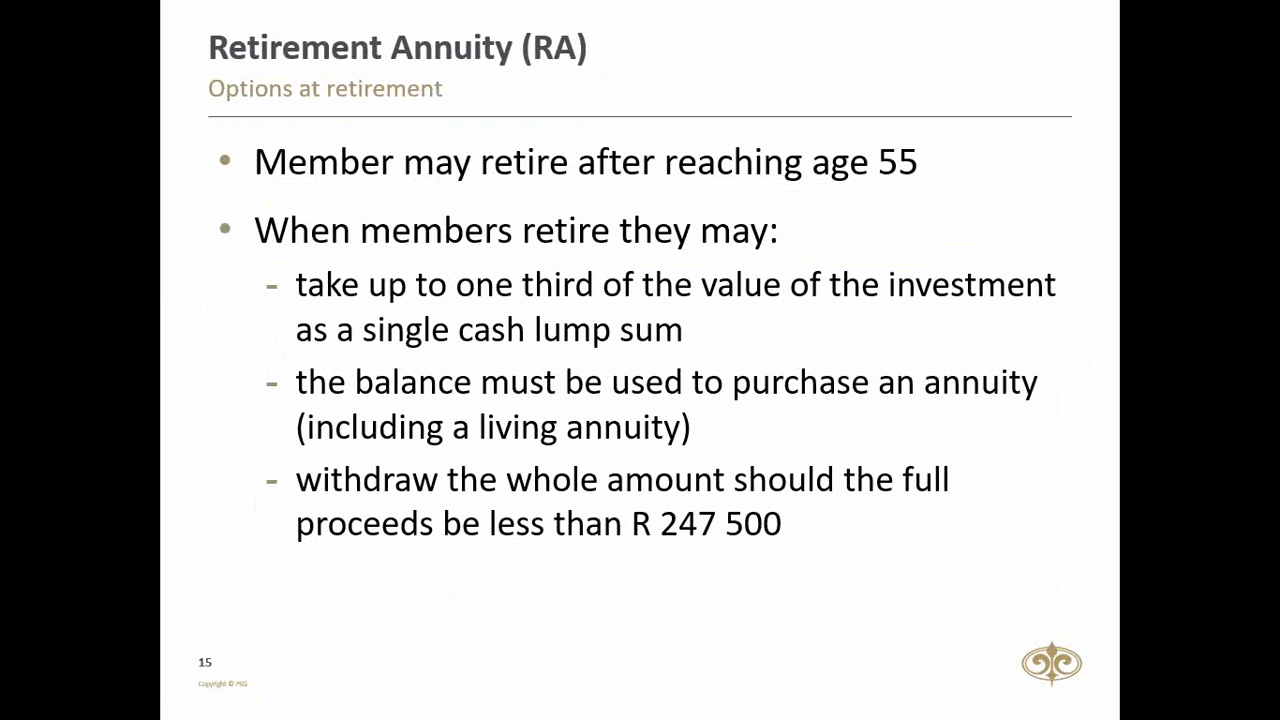 Retirement Annuity (RA)
Options at retirement
• Member may retire after reaching age 55
• When members retire they may:
- take up to one third of the value of the investment
as a single cash lump sum
- the balance must be used to purchase an annuity
(including a living annuity)
- withdraw the whole amount should the full
proceeds be less than R 247 500
15
Copyright © PSG